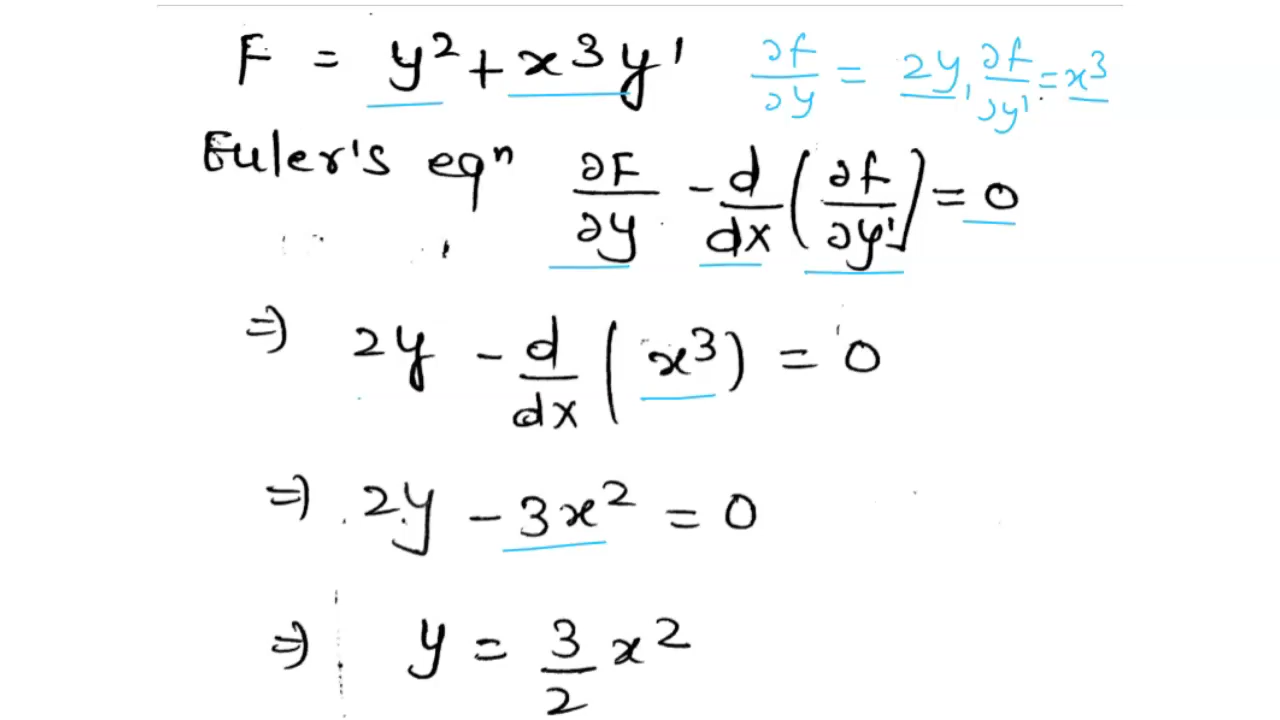 F = y² + x³y'  ∂f/∂y = 2y, ∂f/∂y' = x³
Euler's eqⁿ ∂F/∂y - d/dx (∂f/∂y') = 0
⇒ 2y - d/dx (x³) = 0
⇒ 2y - 3x² = 0
⇒ y = 3/2 x²